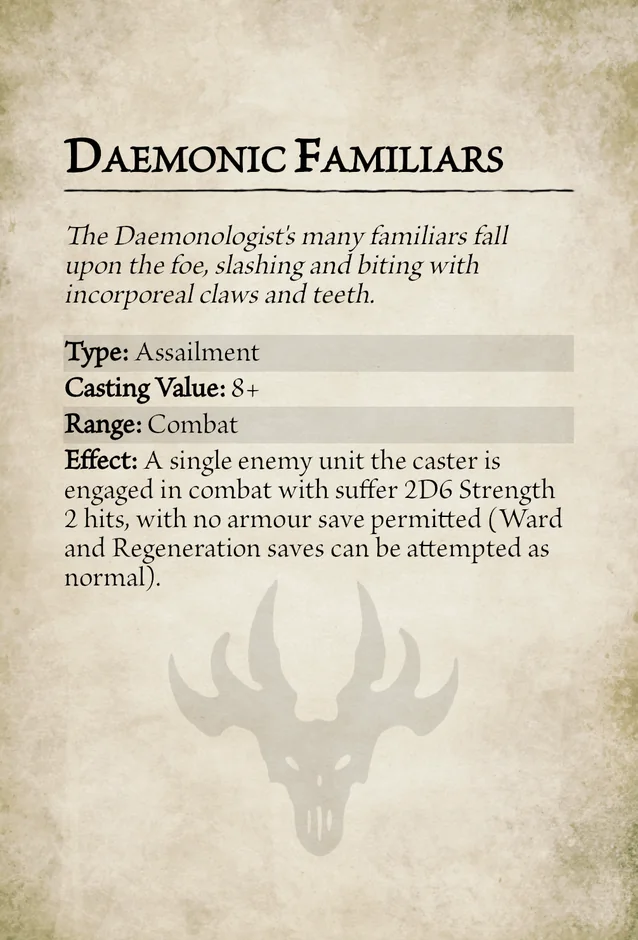 Daemonic Familiars
The Daemonologist's many familiars fall
upon the foe, slashing and biting with
incorporeal claws and teeth.
Type: Assailment
Casting Value: 8+
Range: Combat
Effect: A single enemy unit the caster is
engaged in combat with suffer 2D6 Strength
2 hits, with no armour save permitted (Ward
and Regeneration saves can be attempted as
normal).